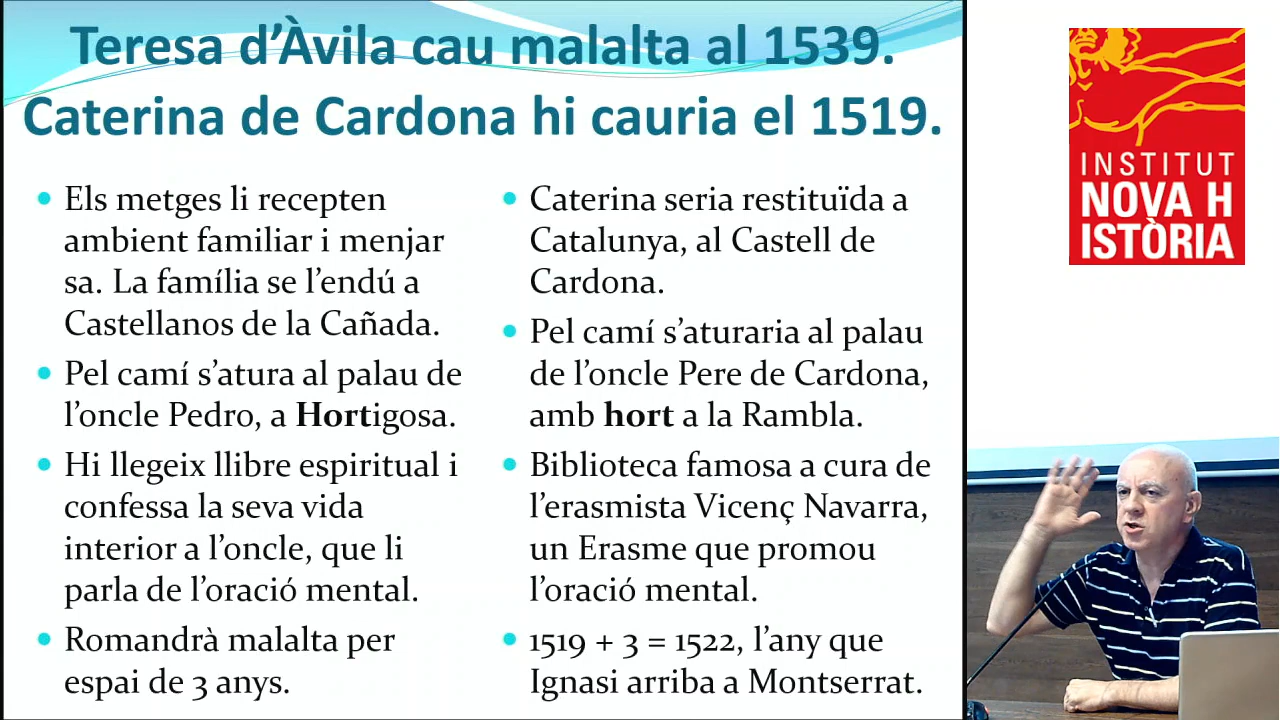 Teresa d’Àvila cau malalta al 1539.
Caterina de Cardona hi cauria el 1519.
Els metges li recepten
ambient familiar i menjar
sa. La família se l’endú a
Castellanos de la Cañada.
Pel camí s’atura al palau de
l’oncle Pedro, a Hortigosa.
Hi llegeix llibre espiritual i
confessa la seva vida
interior a l’oncle, que li
parla de l’oració mental.
Romandrà malalta per
espai de 3 anys.
Caterina seria restituïda a
Catalunya, al Castell de
Cardona.
Pel camí s’aturaria al palau
de l’oncle Pere de Cardona,
amb hort a la Rambla.
Biblioteca famosa a cura de
l’erasmista Vicenç Navarra,
un Erasme que promou
l’oració mental.
1519 + 3 = 1522, l’any que
Ignasi arriba a Montserrat.
INSTITUT
NOVA H
ISTÒRIA